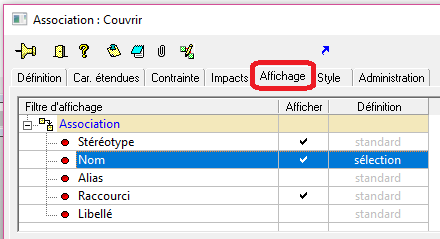 Association : Couvrir
Définition Car. étendues Contrainte Impacts Affichage Style Administration
Filtre d'affichage Afficher Définition
Association
Stéréotype standard
Nom sélection
Alias standard
Raccourci standard
Libellé standard